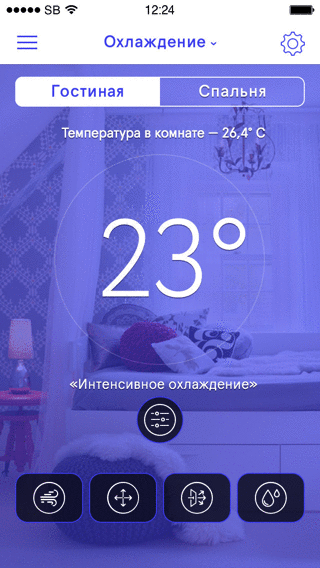 SB 12:24
Охлаждение
Гостиная Спальня
Температура в комнате — 26,4° C
23°
«Интенсивное охлаждение»